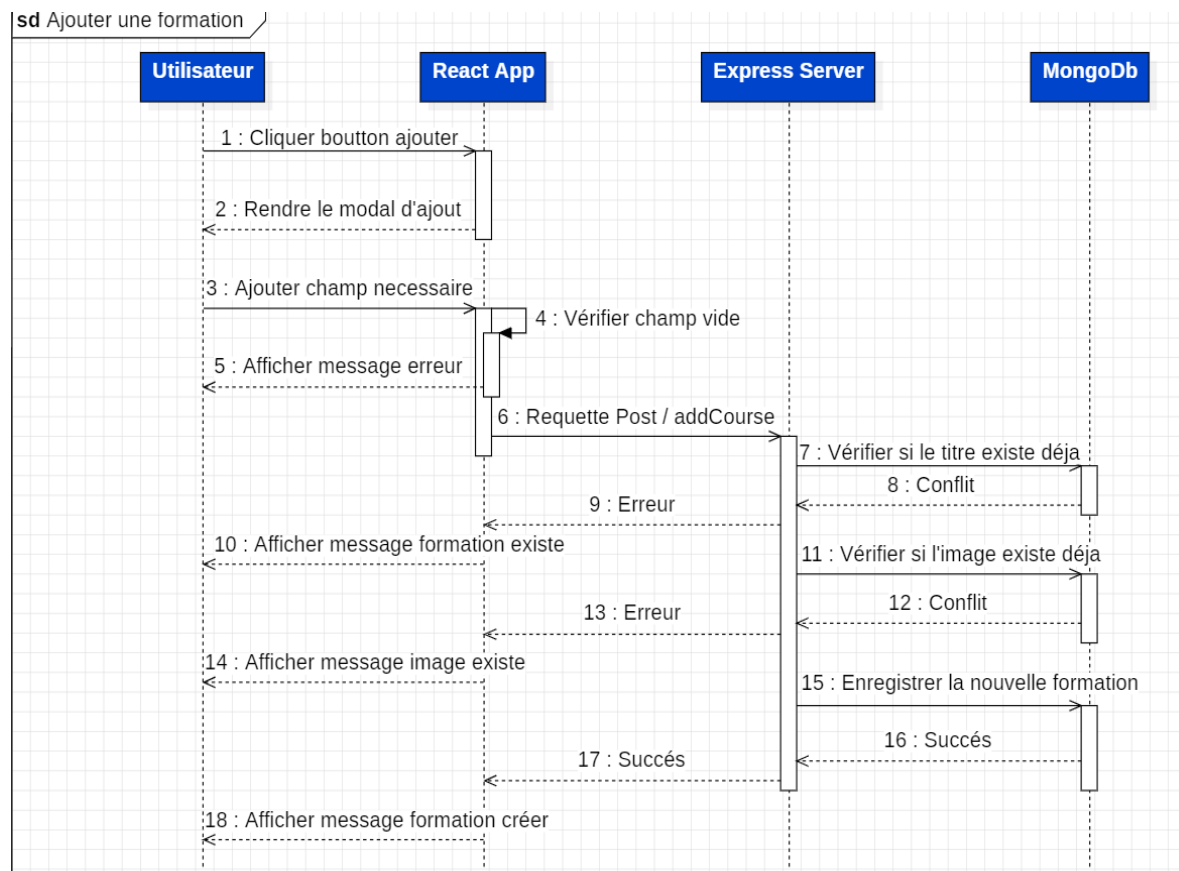 sd Ajouter une formation
Utilisateur
React App
Express Server
MongoDb
1 : Cliquer boutton ajouter
2 : Rendre le modal d'ajout
3 : Ajouter champ necessaire
4 : Vérifier champ vide
5 : Afficher message erreur
6 : Requette Post / addCourse
7 : Vérifier si le titre existe déja
8 : Conflit
9 : Erreur
10 : Afficher message formation existe
11 : Vérifier si l'image existe déja
12 : Conflit
13 : Erreur
14 : Afficher message image existe
15 : Enregistrer la nouvelle formation
16 : Succés
17 : Succés
18 : Afficher message formation créer